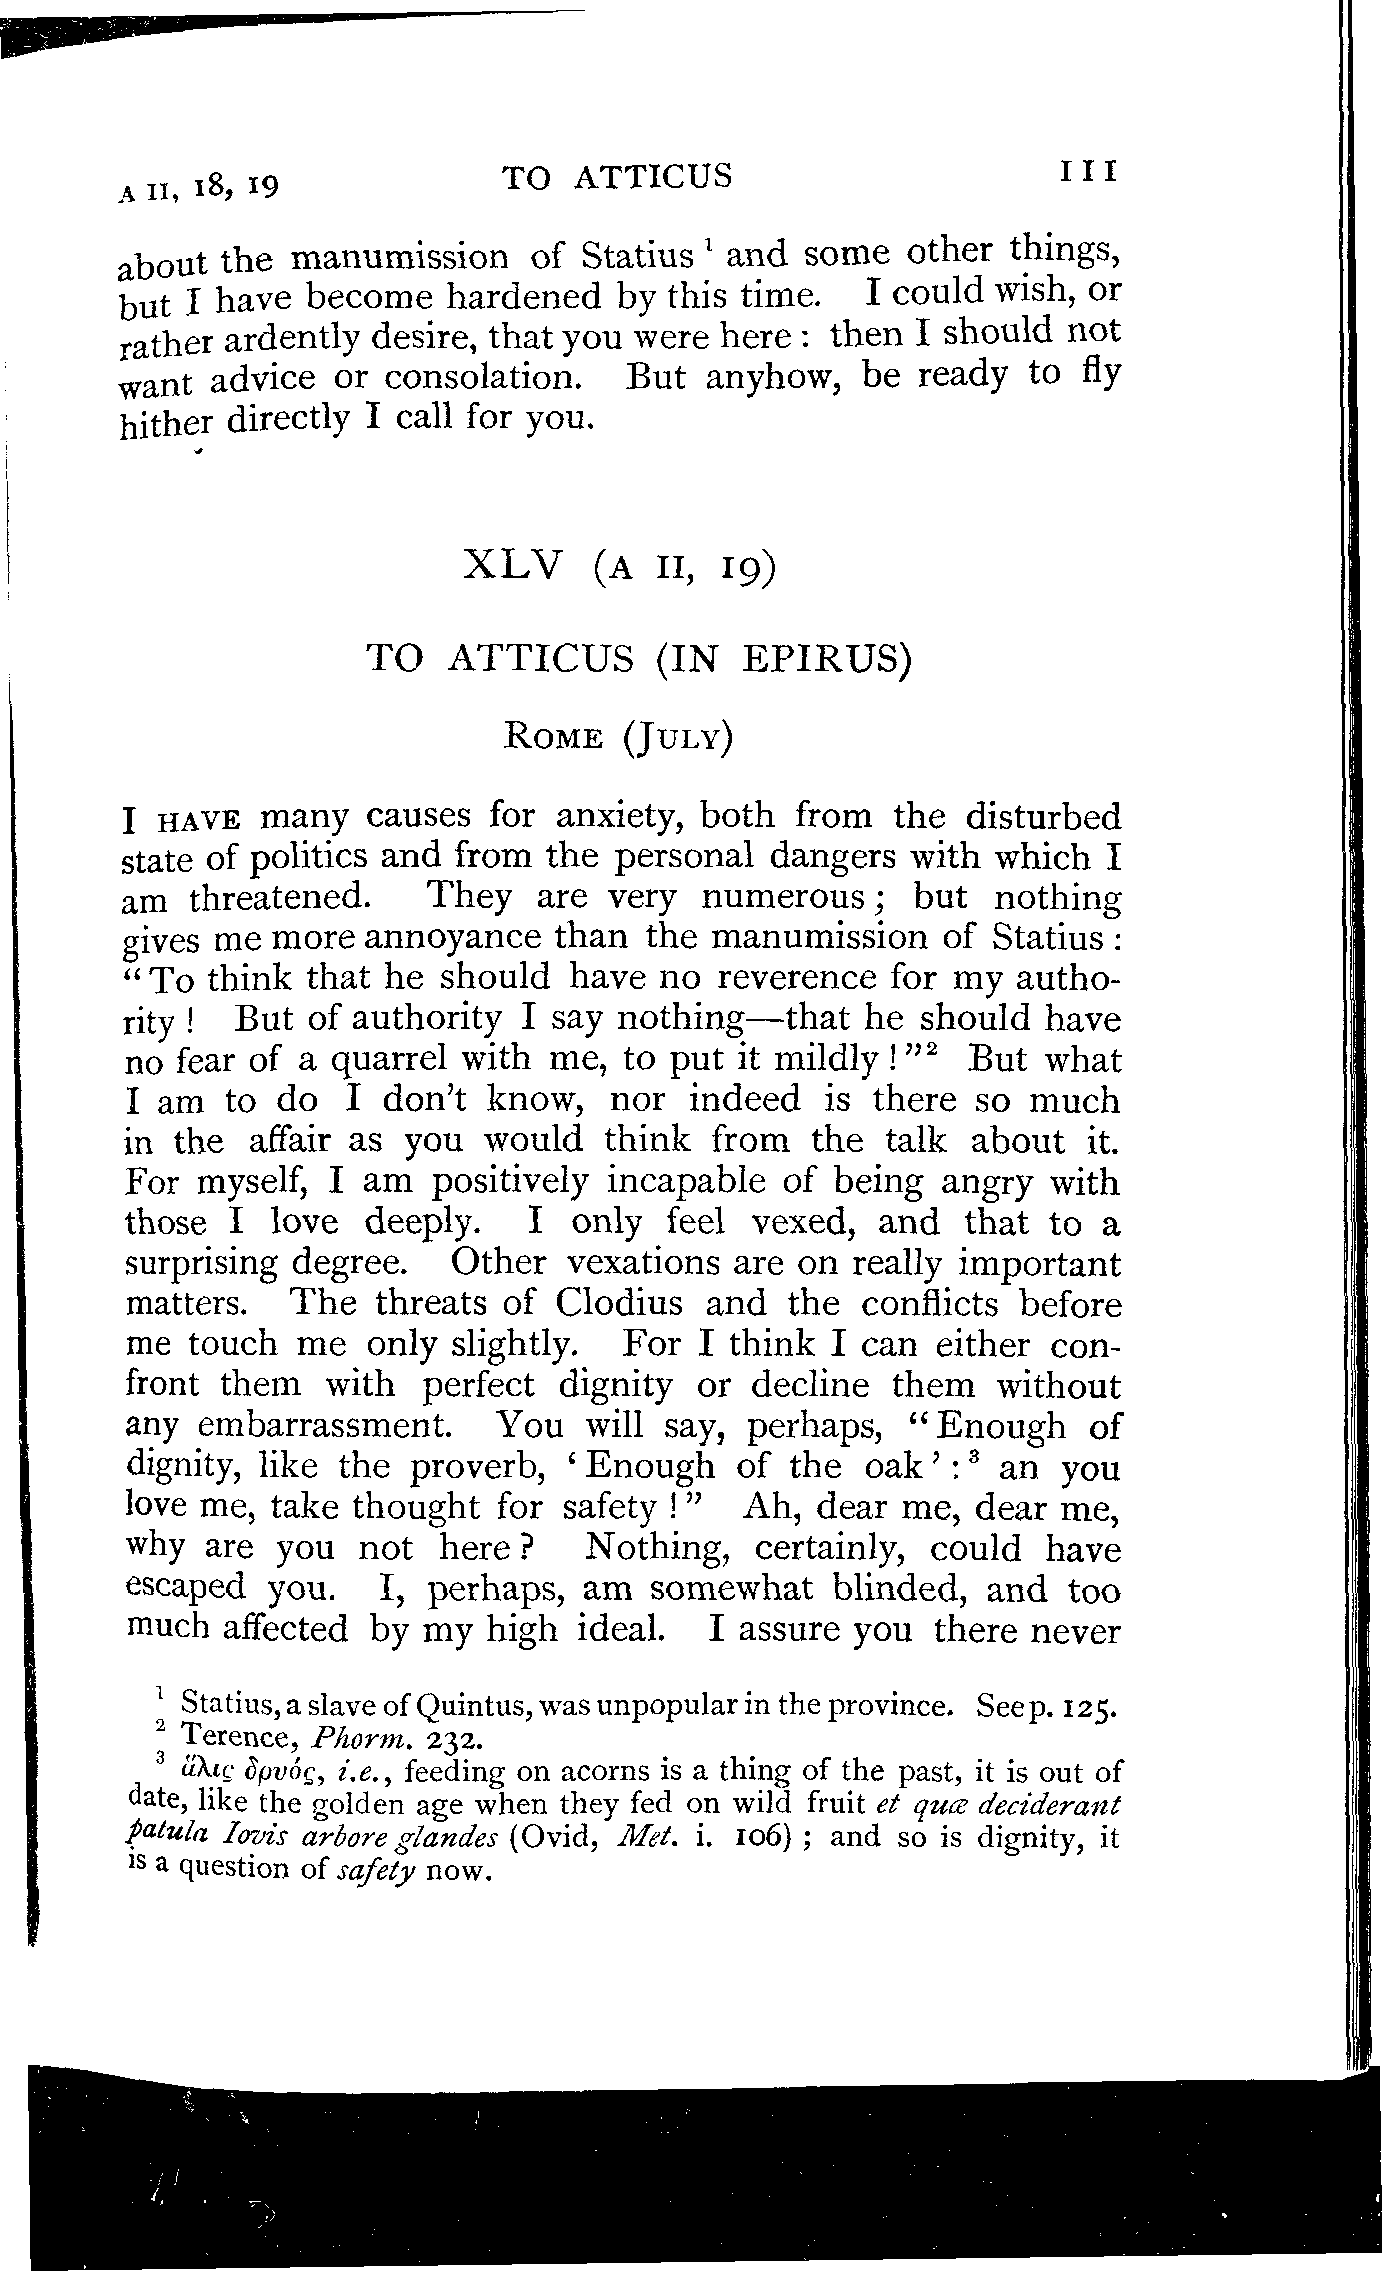 A II, 18, 19 TO ATTICUS 111
about the manumission of Statius ¹ and some other things,
but I have become hardened by this time. I could wish, or
rather ardently desire, that you were here : then I should not
want advice or consolation. But anyhow, be ready to fly
hither directly I call for you.
XLV (A II, 19)
TO ATTICUS (IN EPIRUS)
ROME (JULY)
I HAVE many causes for anxiety, both from the disturbed
state of politics and from the personal dangers with which I
am threatened. They are very numerous ; but nothing
gives me more annoyance than the manumission of Statius :
“To think that he should have no reverence for my autho-
rity ! But of authority I say nothing—that he should have
no fear of a quarrel with me, to put it mildly !”² But what
I am to do I don't know, nor indeed is there so much
in the affair as you would think from the talk about it.
For myself, I am positively incapable of being angry with
those I love deeply. I only feel vexed, and that to a
surprising degree. Other vexations are on really important
matters. The threats of Clodius and the conflicts before
me touch me only slightly. For I think I can either con-
front them with perfect dignity or decline them without
any embarrassment. You will say, perhaps, “Enough of
dignity, like the proverb, ‘Enough of the oak’ :³ an you
love me, take thought for safety !” Ah, dear me, dear me,
why are you not here ? Nothing, certainly, could have
escaped you. I, perhaps, am somewhat blinded, and too
much affected by my high ideal. I assure you there never
¹ Statius, a slave of Quintus, was unpopular in the province. See p. 125.
² Terence, Phorm. 232.
³ ἅλις δρυός, i.e., feeding on acorns is a thing of the past, it is out of
date, like the golden age when they fed on wild fruit et quæ deciderant
patula Iovis arbore glandes (Ovid, Met. i. 106) ; and so is dignity, it
is a question of safety now.